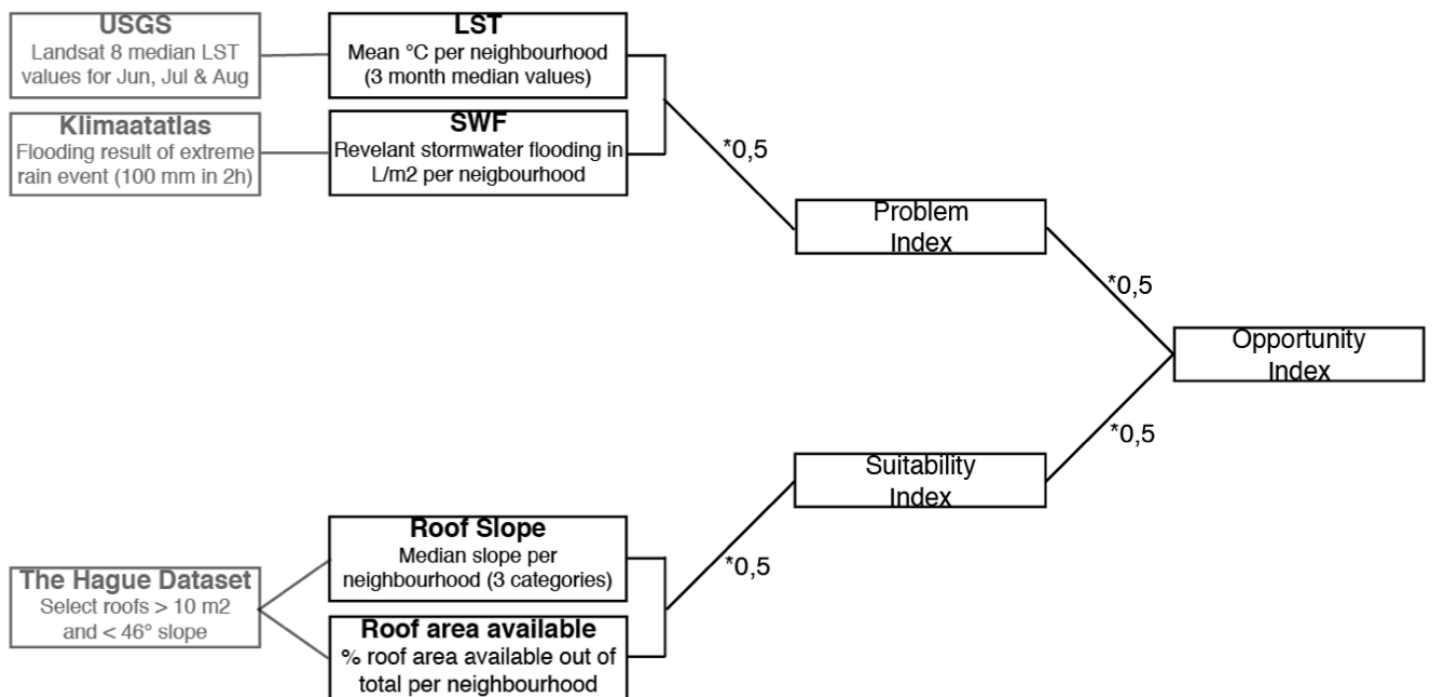 USGS
Landsat 8 median LST
values for Jun, Jul & Aug
LST
Mean °C per neighbourhood
(3 month median values)
Klimaatatlas
Flooding result of extreme
rain event (100 mm in 2h)
SWF
Revelant stormwater flooding in
L/m2 per neigbourhood
*0,5
Problem
Index
*0,5
Opportunity
Index
*0,5
Suitability
Index
*0,5
The Hague Dataset
Select roofs > 10 m2
and < 46° slope
Roof Slope
Median slope per
neighbourhood (3 categories)
Roof area available
% roof area available out of
total per neighbourhood